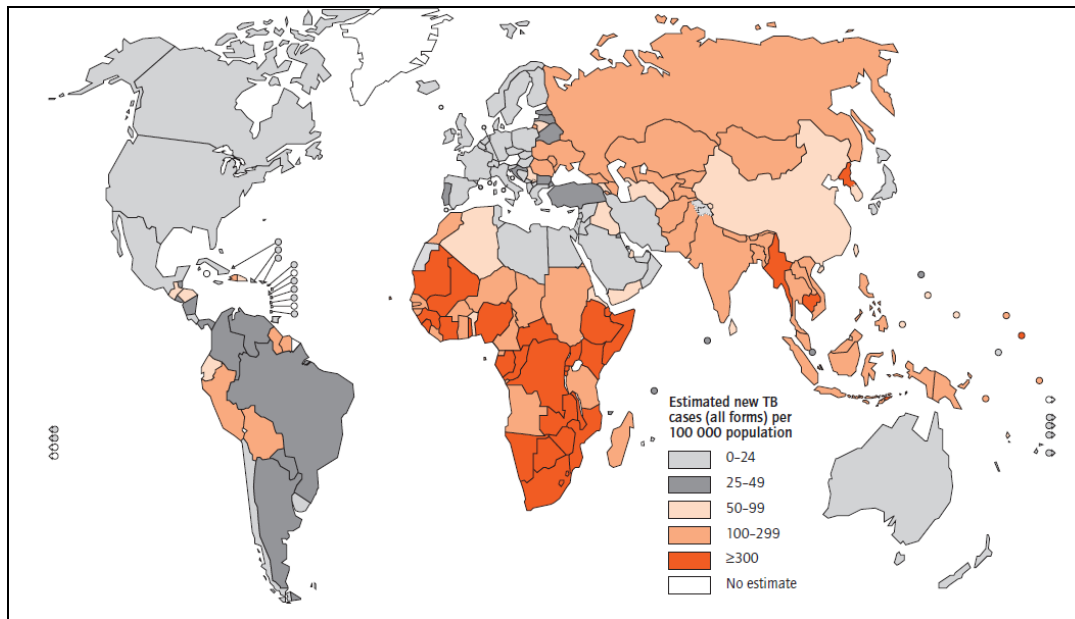 Estimated new TB
cases (all forms) per
100 000 population
0–24
25–49
50–99
100–299
≥300
No estimate